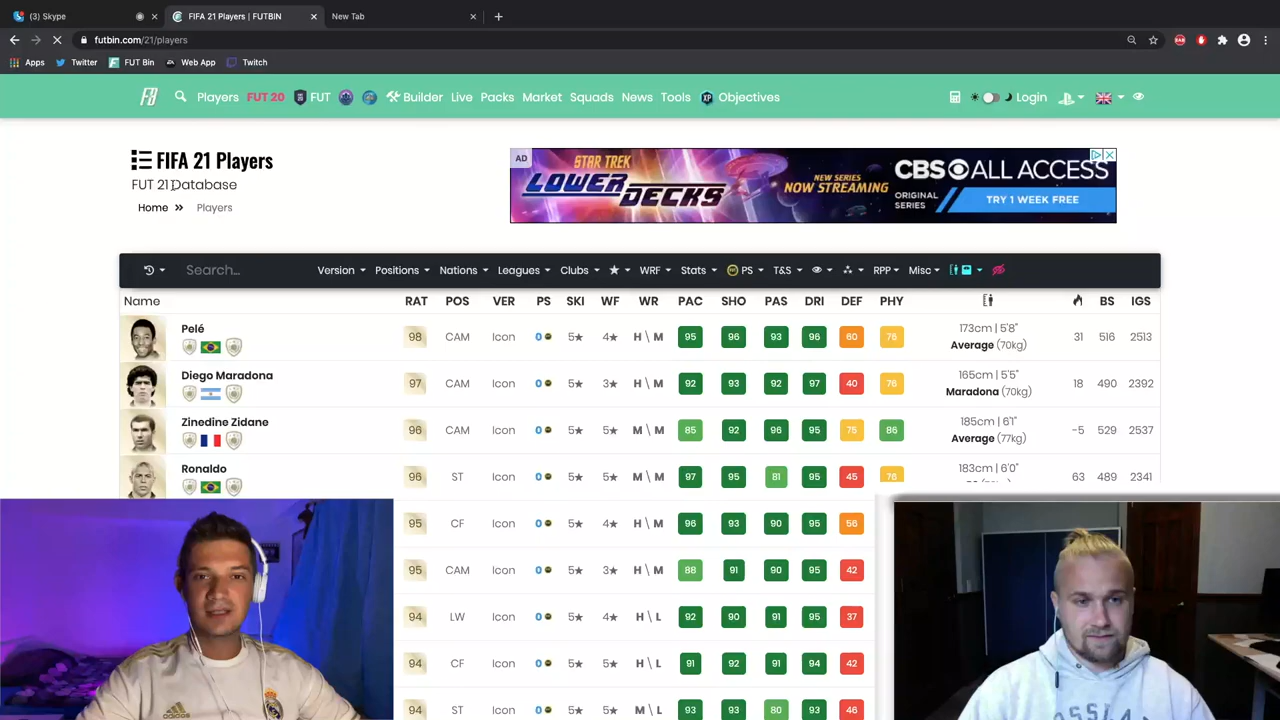 (3) Skype
FIFA 21 Players | FUTBIN
New Tab
futbin.com/21/players
Apps Twitter FUT Bin Web App Twitch
F8 Players FUT 20 FUT Builder Live Packs Market Squads News Tools XP Objectives Login
FIFA 21 Players
FUT 21 Database
Home » Players
AD
STAR TREK
LOWER DECKS
NEW SERIES
NOW STREAMING
CBS ALL ACCESS
ORIGINAL SERIES
TRY 1 WEEK FREE
Search... Version Positions Nations Leagues Clubs WRF Stats PS T&S RPP Misc
Name RAT POS VER PS SKI WF WR PAC SHO PAS DRI DEF PHY BS IGS
Pelé 98 CAM Icon 0 5★ 4★ H \ M 95 96 93 96 60 76 173cm | 5'8" Average (70kg) 31 516 2513
Diego Maradona 97 CAM Icon 0 5★ 3★ H \ M 92 93 92 97 40 76 165cm | 5'5" Maradona (70kg) 18 490 2392
Zinedine Zidane 96 CAM Icon 0 5★ 5★ M \ M 85 92 96 95 75 86 185cm | 6'1" Average (77kg) -5 529 2537
Ronaldo 96 ST Icon 0 5★ 5★ M \ M 97 95 81 95 45 76 183cm | 6'0" 63 489 2341
95 CF Icon 0 5★ 4★ H \ M 96 93 90 95 56
95 CAM Icon 0 5★ 3★ H \ M 88 91 90 95 42
94 LW Icon 0 5★ 4★ H \ L 92 90 91 95 37
94 CF Icon 0 5★ 5★ H \ L 91 92 91 94 42
94 ST Icon 0 5★ 5★ M \ L 93 93 80 93 46